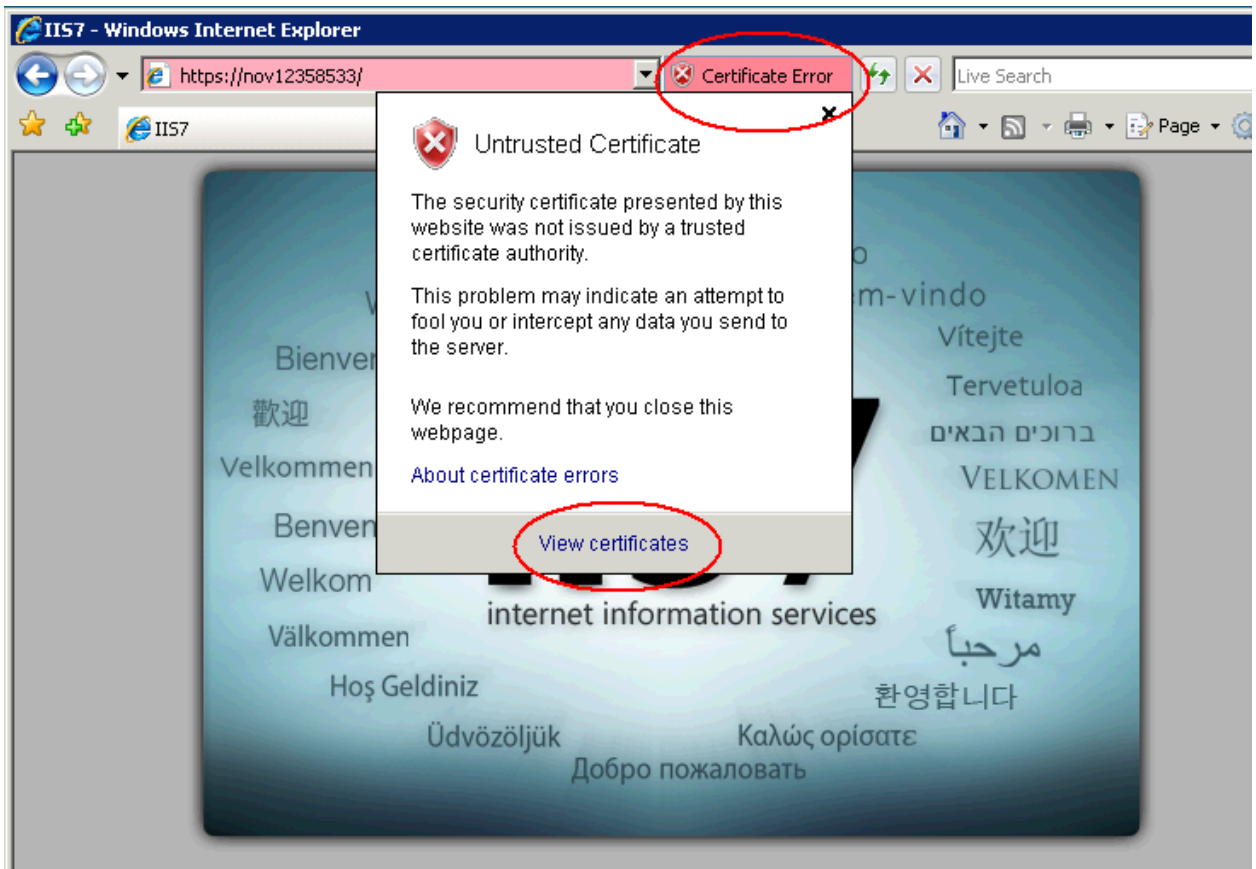 IIS7 - Windows Internet Explorer
https://nov12358533/
Certificate Error
Live Search
IIS7
Page
Untrusted Certificate
The security certificate presented by this
website was not issued by a trusted
certificate authority.
This problem may indicate an attempt to
fool you or intercept any data you send to
the server.
We recommend that you close this
webpage.
About certificate errors
View certificates
m-vindo
Vítejte
Bienve
Tervetuloa
歡迎
ברוכים הבאים
Velkommen
VELKOMEN
Benven
欢迎
Welkom
Witamy
internet information services
Välkommen
مرحباً
Hoş Geldiniz
환영합니다
Üdvözöljük
Καλώς ορίσατε
Добро пожаловать